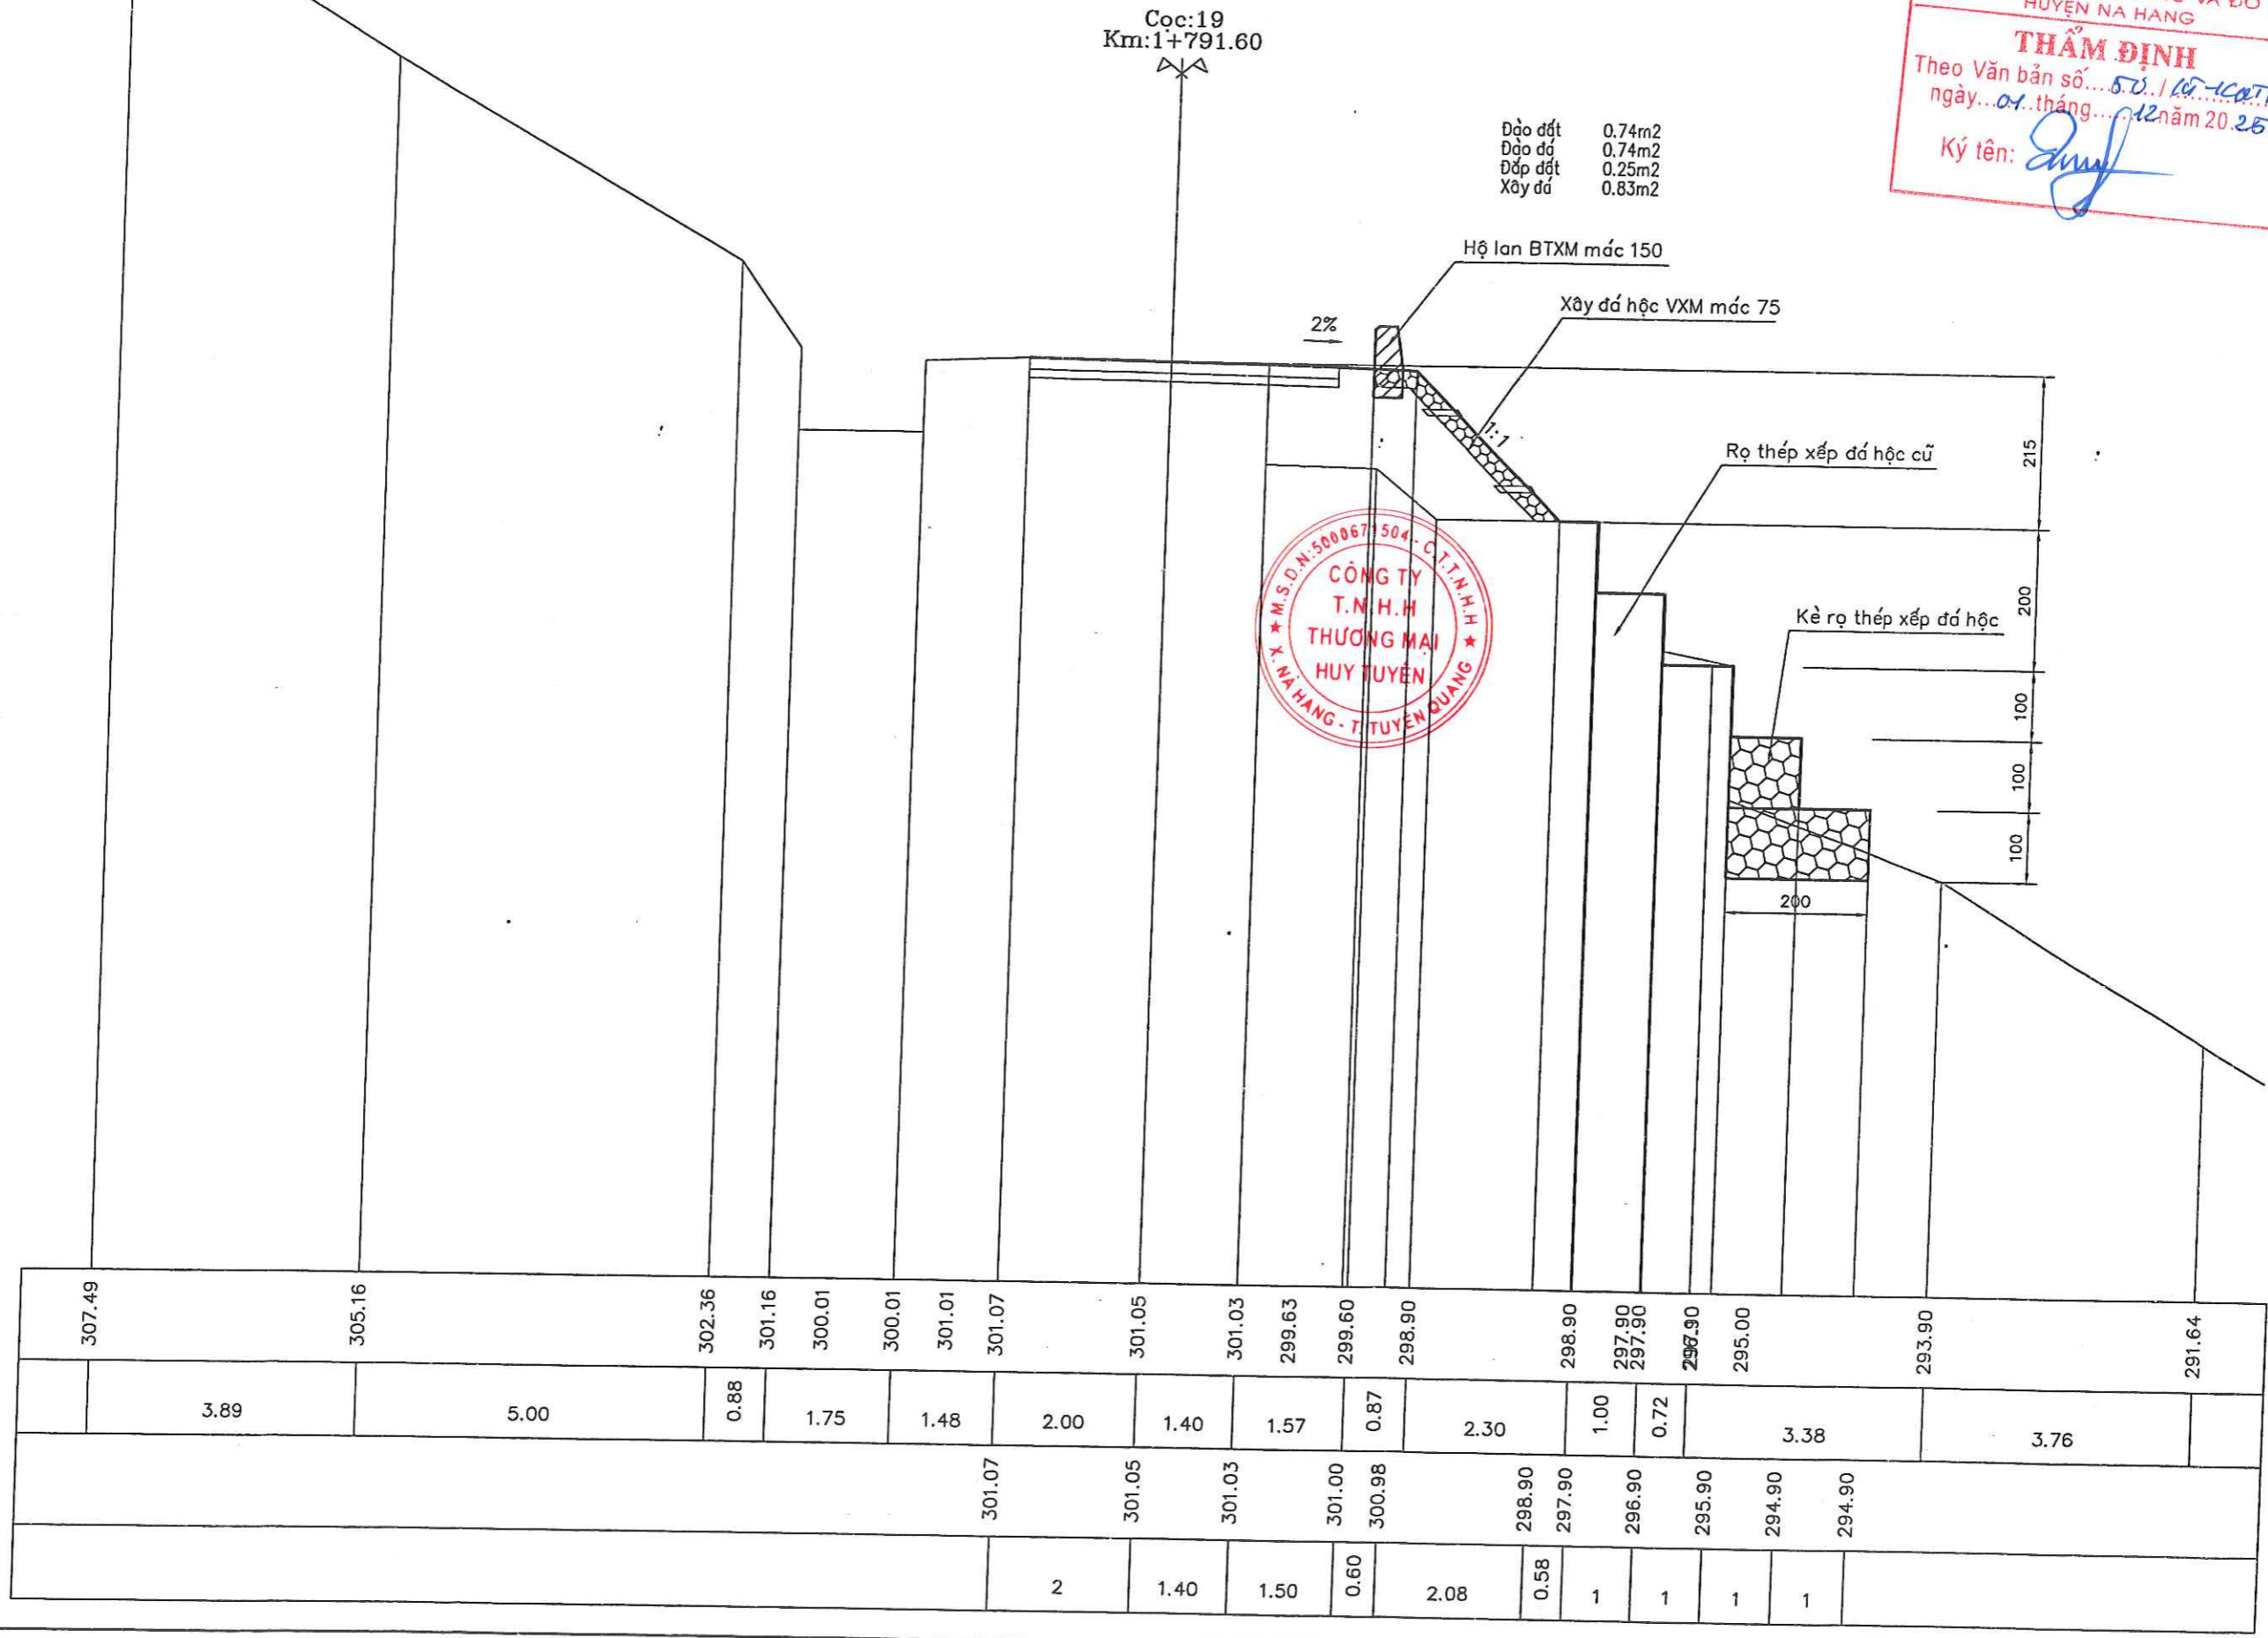 Cọc:19
Km:1+791.60
HUYỆN NA HANG
THẨM ĐỊNH
Theo Văn bản số
ngày...01..tháng......12năm 20.25
Ký tên:
Đào đất 0.74m2
Đào đá 0.74m2
Đắp đất 0.25m2
Xây đá 0.83m2
Hộ lan BTXM mác 150
Xây đá hộc VXM mác 75
2%
1:1
Rọ thép xếp đá hộc cũ
Kè rọ thép xếp đá hộc
215
200
100
100
100
200
M.S.D.N:5000671504 - C.T.T.N.H.H
CÔNG TY
T.N.H.H
THƯƠNG MẠI
HUY TUYÊN
X. NÀ HANG - T. TUYÊN QUANG
307.49 305.16 302.36 301.16 300.01 300.01 301.01 301.07 301.05 301.03 299.63 299.60 298.90 298.90 297.90 297.90 295.00 293.90 291.64
3.89 5.00 0.88 1.75 1.48 2.00 1.40 1.57 0.87 2.30 1.00 0.72 3.38 3.76
301.07 301.05 301.03 301.00 300.98 298.90 297.90 296.90 295.90 294.90 294.90
2 1.40 1.50 0.60 2.08 0.58 1 1 1 1